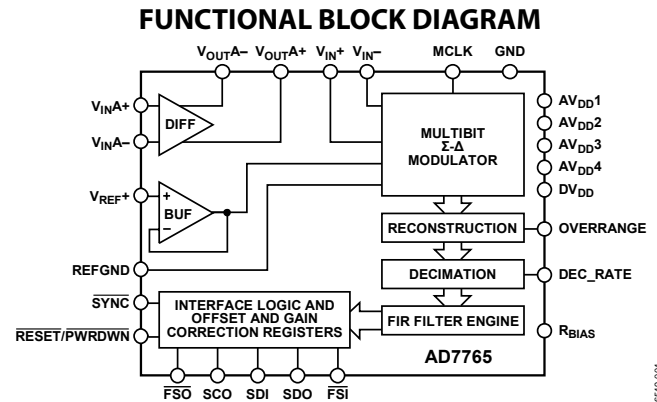 FUNCTIONAL BLOCK DIAGRAM
VOUTA– VOUTA+ VIN+ VIN– MCLK GND
VINA+
DIFF
VINA–
MULTIBIT
Σ-Δ
MODULATOR
AVDD1
AVDD2
AVDD3
AVDD4
DVDD
VREF+
+
BUF
–
RECONSTRUCTION
OVERRANGE
REFGND
DECIMATION
DEC_RATE
SYNC
INTERFACE LOGIC AND
OFFSET AND GAIN
CORRECTION REGISTERS
FIR FILTER ENGINE
RESET/PWRDWN
RBIAS
AD7765
FSO SCO SDI SDO FSI